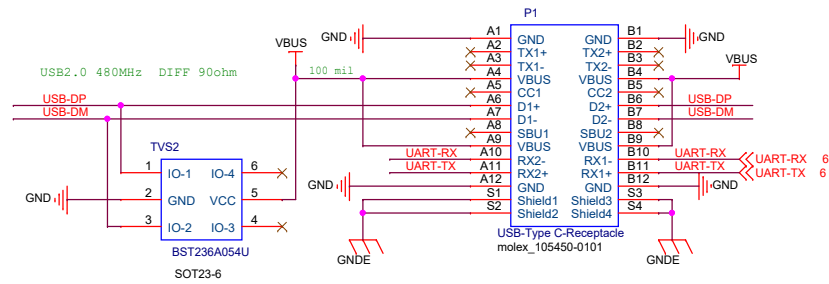 P1
GND
A1
GND
GND
B1
GND
A2
TX1+
TX2+
B2
VBUS
A3
TX1-
TX2-
B3
VBUS
USB2.0 480MHz DIFF 90ohm
100 mil
A4
VBUS
VBUS
B4
A5
CC1
CC2
B5
USB-DP
A6
D1+
D2+
B6
USB-DP
USB-DM
A7
D1-
D2-
B7
USB-DM
A8
SBU1
SBU2
B8
TVS2
A9
VBUS
VBUS
B9
UART-RX
A10
RX2-
RX1-
B10
UART-RX
UART-RX 6
1
IO-1
IO-4
6
UART-TX
A11
RX2+
RX1+
B11
UART-TX
UART-TX 6
GND
A12
GND
GND
B12
GND
GND
2
GND
VCC
5
S1
Shield1
Shield3
S3
S2
Shield2
Shield4
S4
3
IO-2
IO-3
4
USB-Type C-Receptacle
BST236A054U
molex_105450-0101
GNDE
GNDE
SOT23-6